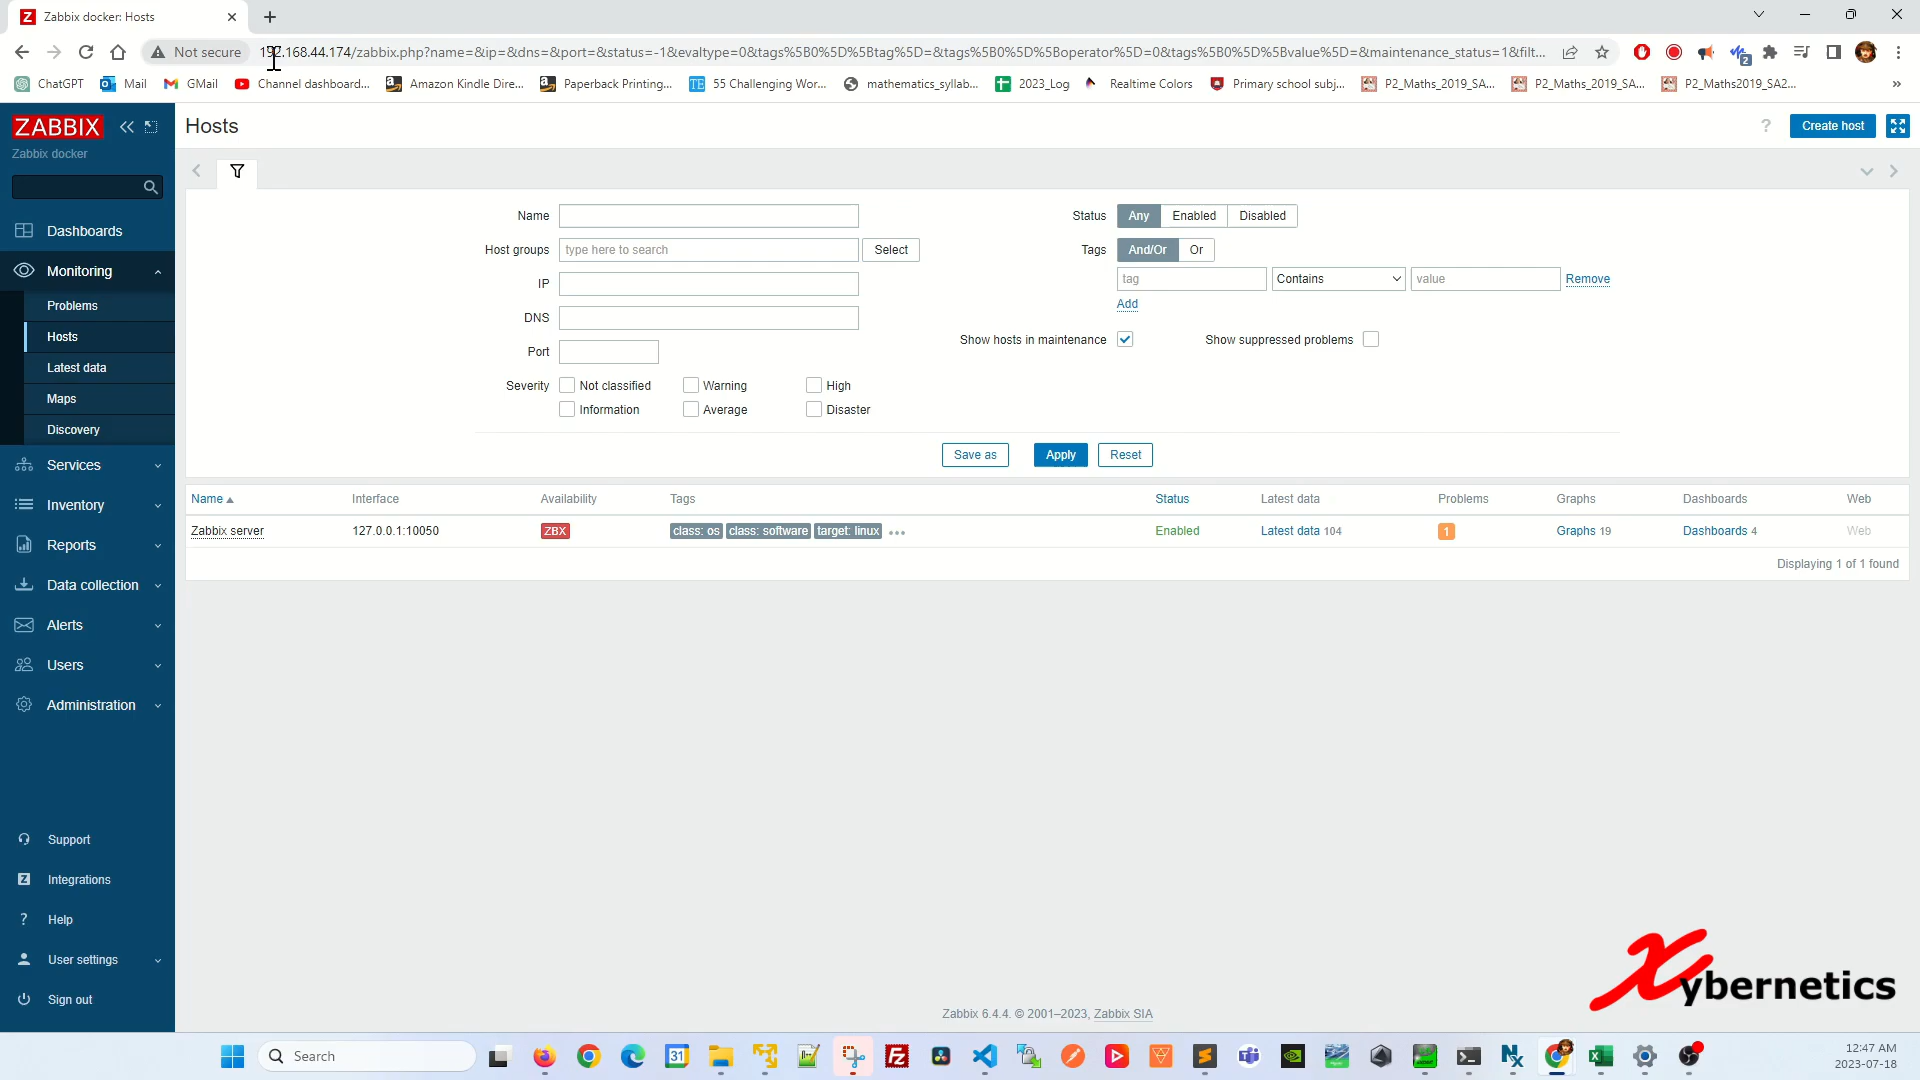 Z Zabbix docker: Hosts
Not secure 192.168.44.174/zabbix.php?name=&ip=&dns=&port=&status=-1&evaltype=0&tags%5B0%5D%5Btag%5D=&tags%5B0%5D%5Boperator%5D=0&tags%5B0%5D%5Bvalue%5D=&maintenance_status=1&filt...
2
ChatGPT Mail GMail Channel dashboard... Amazon Kindle Dire... Paperback Printing... TE 55 Challenging Wor... mathematics_syllab... 2023_Log Realtime Colors Primary school subj... P2_Maths_2019_SA... P2_Maths_2019_SA... P2_Maths2019_SA2... »
ZABBIX
Zabbix docker
Hosts
? Create host
Dashboards
Monitoring
Problems
Hosts
Latest data
Maps
Discovery
Services
Inventory
Reports
Data collection
Alerts
Users
Administration
Support
Z Integrations
? Help
User settings
Sign out
Name
Host groups type here to search Select
IP
DNS
Port
Severity Not classified Warning High
Information Average Disaster
Status Any Enabled Disabled
Tags And/Or Or
tag Contains value Remove
Add
Show hosts in maintenance Show suppressed problems
Save as Apply Reset
Name Interface Availability Tags Status Latest data Problems Graphs Dashboards Web
Zabbix server 127.0.0.1:10050 ZBX class: os class: software target: linux ••• Enabled Latest data 104 1 Graphs 19 Dashboards 4 Web
Displaying 1 of 1 found
Xybernetics
Zabbix 6.4.4. © 2001–2023, Zabbix SIA
Search
31
12:47 AM
2023-07-18